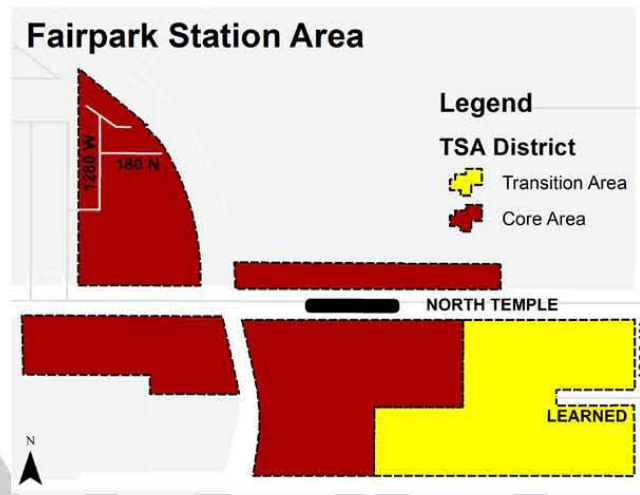 Fairpark Station Area
Legend
TSA District
Transition Area
Core Area
1280 W
180 N
NORTH TEMPLE
LEARNED
N